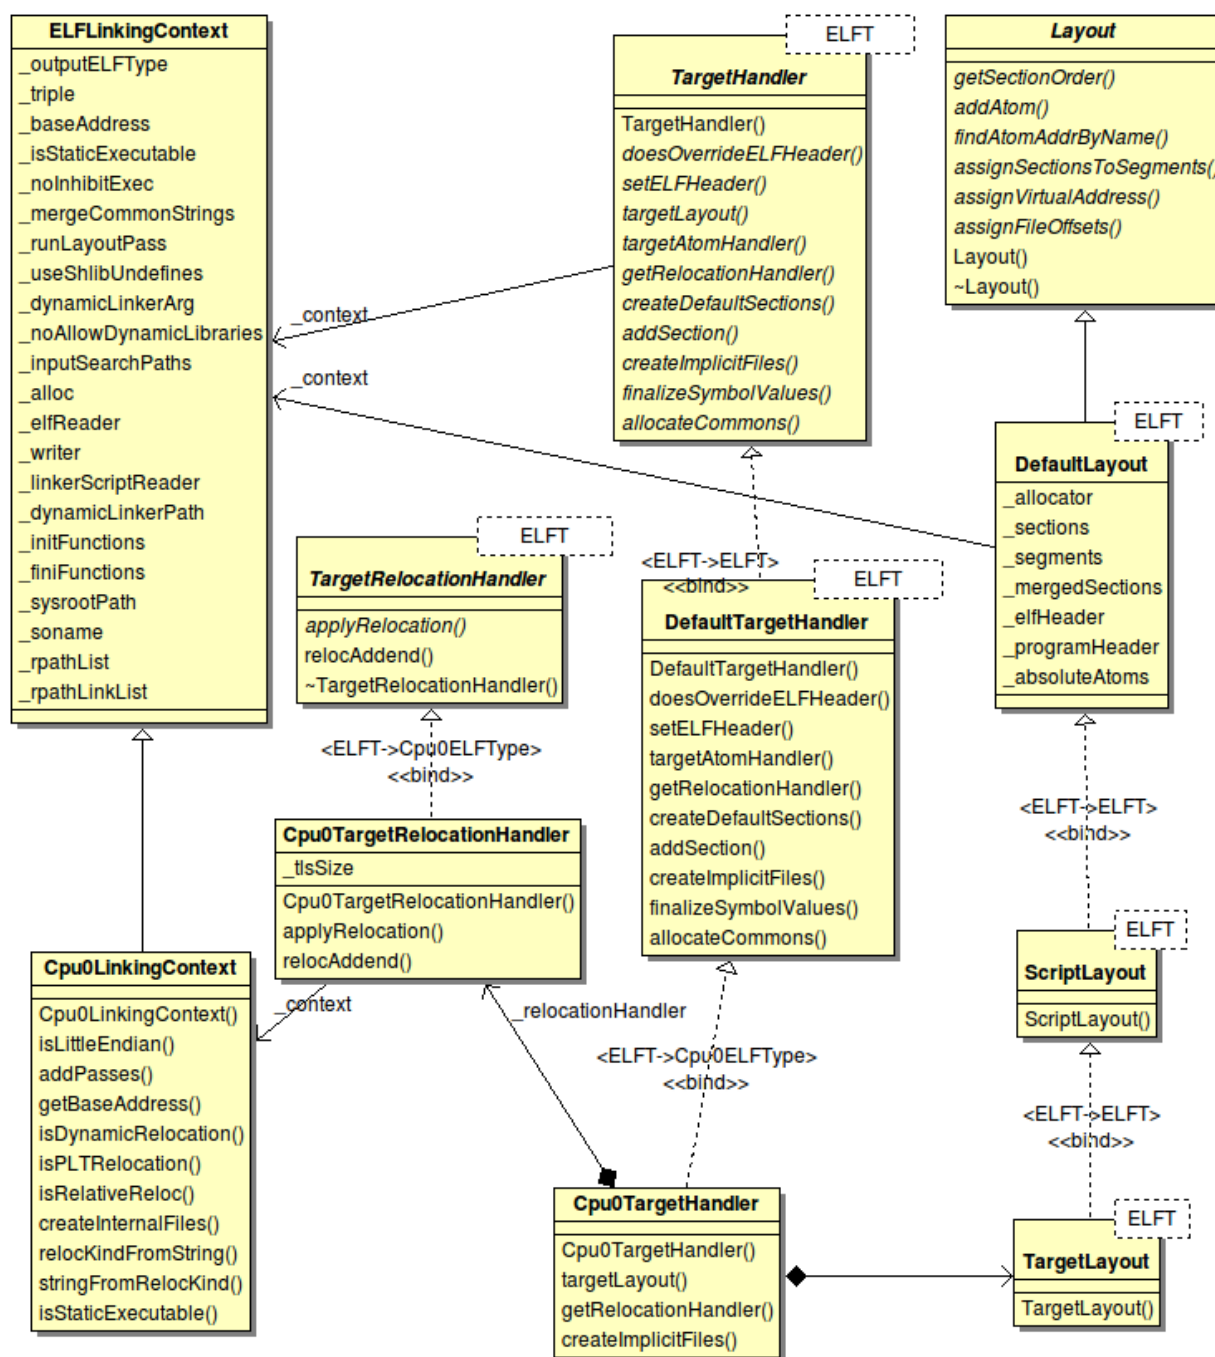 ELFLinkingContext
_outputELFType
_triple
_baseAddress
_isStaticExecutable
_noInhibitExec
_mergeCommonStrings
_runLayoutPass
_useShlibUndefines
_dynamicLinkerArg
_noAllowDynamicLibraries
_inputSearchPaths
_alloc
_elfReader
_writer
_linkerScriptReader
_dynamicLinkerPath
_initFunctions
_finiFunctions
_sysrootPath
_soname
_rpathList
_rpathLinkList
ELFT
TargetHandler
TargetHandler()
doesOverrideELFHeader()
setELFHeader()
targetLayout()
targetAtomHandler()
getRelocationHandler()
createDefaultSections()
addSection()
createImplicitFiles()
finalizeSymbolValues()
allocateCommons()
Layout
getSectionOrder()
addAtom()
findAtomAddrByName()
assignSectionsToSegments()
assignVirtualAddress()
assignFileOffsets()
Layout()
~Layout()
_context
_context
ELFT
DefaultLayout
_allocator
_sections
_segments
_mergedSections
_elfHeader
_programHeader
_absoluteAtoms
ELFT
TargetRelocationHandler
applyRelocation()
relocAddend()
~TargetRelocationHandler()
<ELFT->ELFT>
<<bind>>
ELFT
DefaultTargetHandler
DefaultTargetHandler()
doesOverrideELFHeader()
setELFHeader()
targetAtomHandler()
getRelocationHandler()
createDefaultSections()
addSection()
createImplicitFiles()
finalizeSymbolValues()
allocateCommons()
<ELFT->Cpu0ELFType>
<<bind>>
Cpu0TargetRelocationHandler
_tlsSize
Cpu0TargetRelocationHandler()
applyRelocation()
relocAddend()
<ELFT->ELFT>
<<bind>>
ELFT
ScriptLayout
ScriptLayout()
Cpu0LinkingContext
Cpu0LinkingContext()
isLittleEndian()
addPasses()
getBaseAddress()
isDynamicRelocation()
isPLTRelocation()
isRelativeReloc()
createInternalFiles()
relocKindFromString()
stringFromRelocKind()
isStaticExecutable()
_context
_relocationHandler
<ELFT->Cpu0ELFType>
<<bind>>
<ELFT->ELFT>
<<bind>>
Cpu0TargetHandler
Cpu0TargetHandler()
targetLayout()
getRelocationHandler()
createImplicitFiles()
ELFT
TargetLayout
TargetLayout()